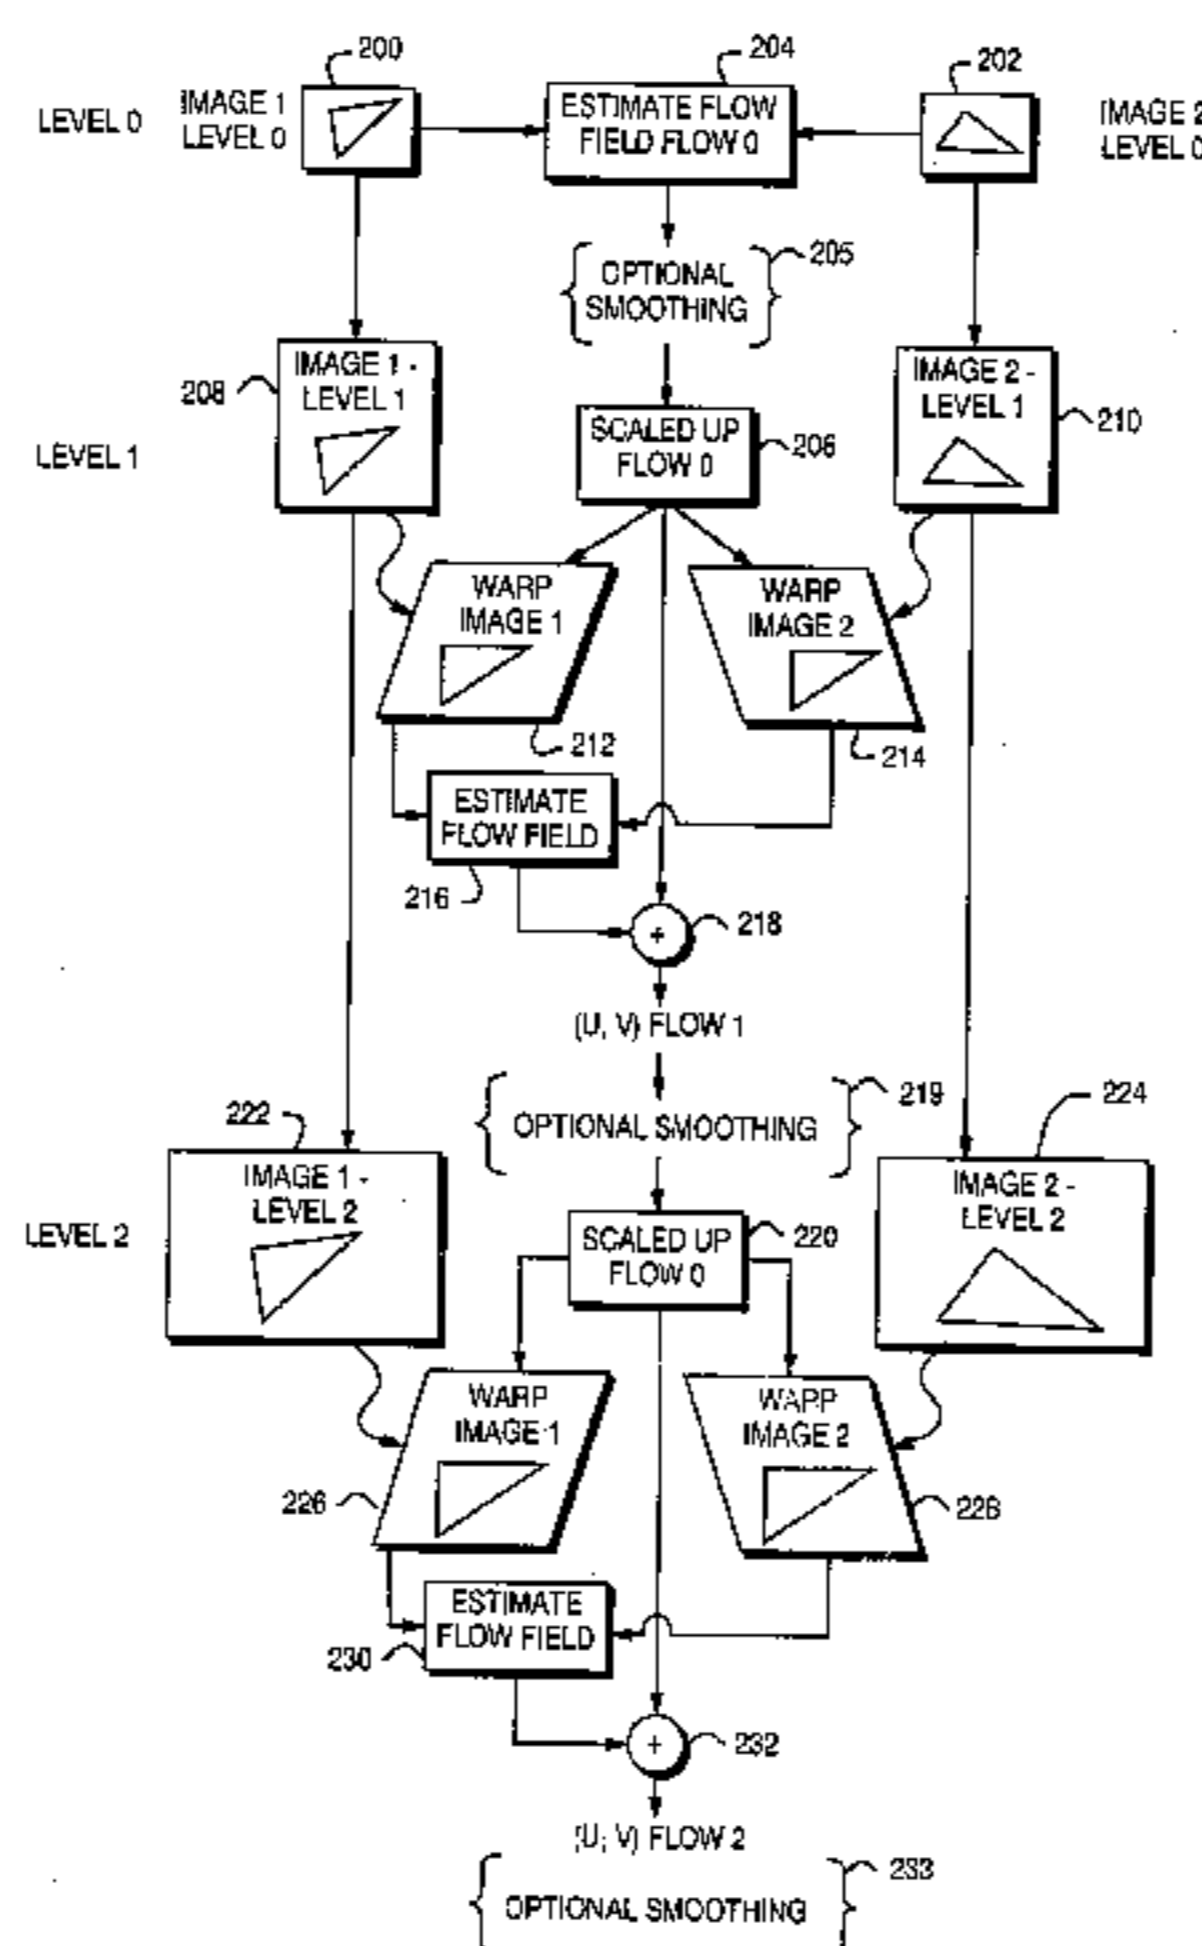 200
204
202
LEVEL 0
IMAGE 1
LEVEL 0
ESTIMATE FLOW
FIELD FLOW 0
IMAGE 2
LEVEL 0
205
OPTIONAL
SMOOTHING
208
IMAGE 1 -
LEVEL 1
IMAGE 2 -
LEVEL 1
210
LEVEL 1
SCALED UP
FLOW 0
206
WARP
IMAGE 1
WARP
IMAGE 2
212
214
ESTIMATE
FLOW FIELD
216
+
218
(U, V) FLOW 1
219
OPTIONAL SMOOTHING
222
224
IMAGE 1 -
LEVEL 2
IMAGE 2 -
LEVEL 2
LEVEL 2
SCALED UP
FLOW 0
220
WARP
IMAGE 1
WARP
IMAGE 2
226
228
ESTIMATE
FLOW FIELD
230
+
232
(U, V) FLOW 2
233
OPTIONAL SMOOTHING